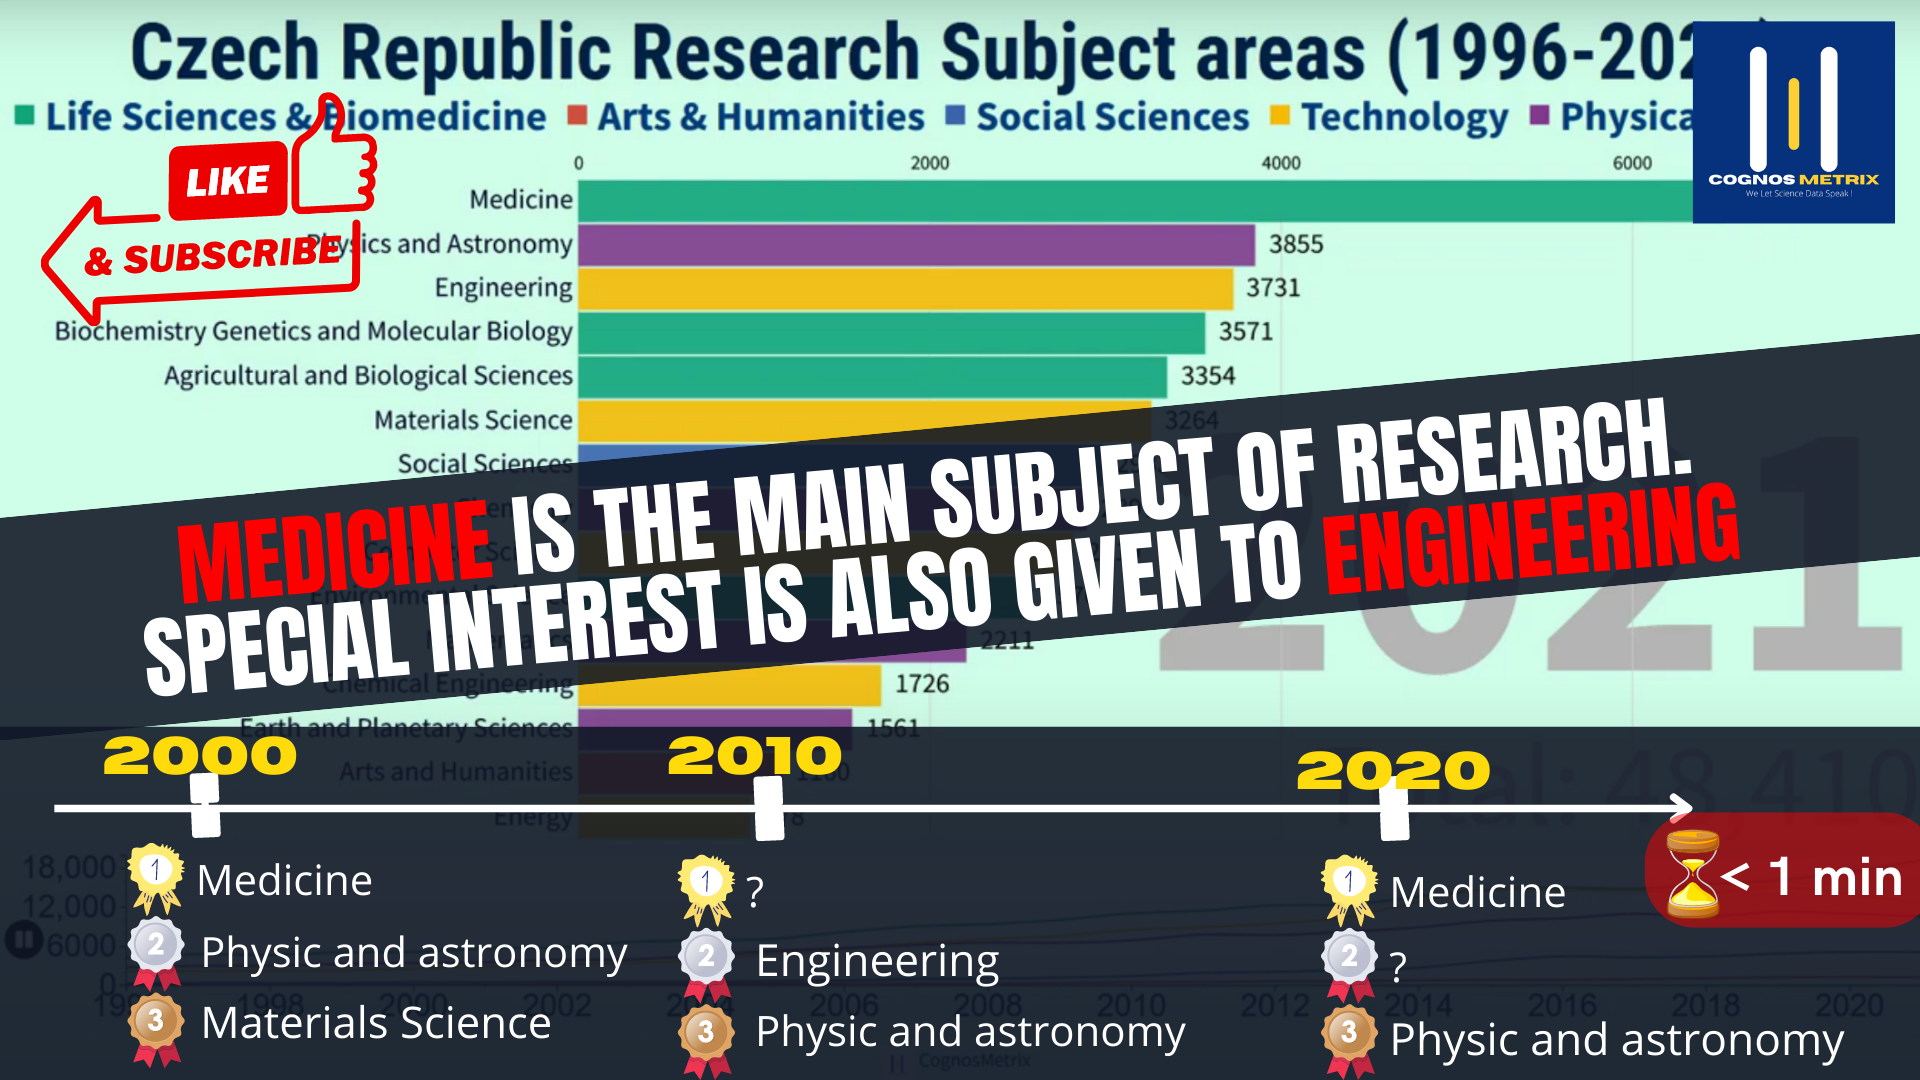 Czech Republic Research Subject areas (1996-202
Life Sciences & Biomedicine Arts & Humanities Social Sciences Technology Physica
COGNOS METRIX
We Let Science Data Speak !
LIKE
& SUBSCRIBE
0 2000 4000 6000
Medicine
Physics and Astronomy 3855
Engineering 3731
Biochemistry Genetics and Molecular Biology 3571
Agricultural and Biological Sciences 3354
Materials Science 3264
Social Sciences
2211
Chemical Engineering 1726
Earth and Planetary Sciences 1561
Arts and Humanities
Energy
2021
Total: 48,410
MEDICINE IS THE MAIN SUBJECT OF RESEARCH.
SPECIAL INTEREST IS ALSO GIVEN TO ENGINEERING
2000 2010 2020
1 Medicine
2 Physic and astronomy
3 Materials Science
1 ?
2 Engineering
3 Physic and astronomy
1 Medicine
2 ?
3 Physic and astronomy
< 1 min
18,000
12,000
6000
0
1998 2000 2002 2006 2008 2010 2012 2014 2016 2018 2020
CognosMetrix